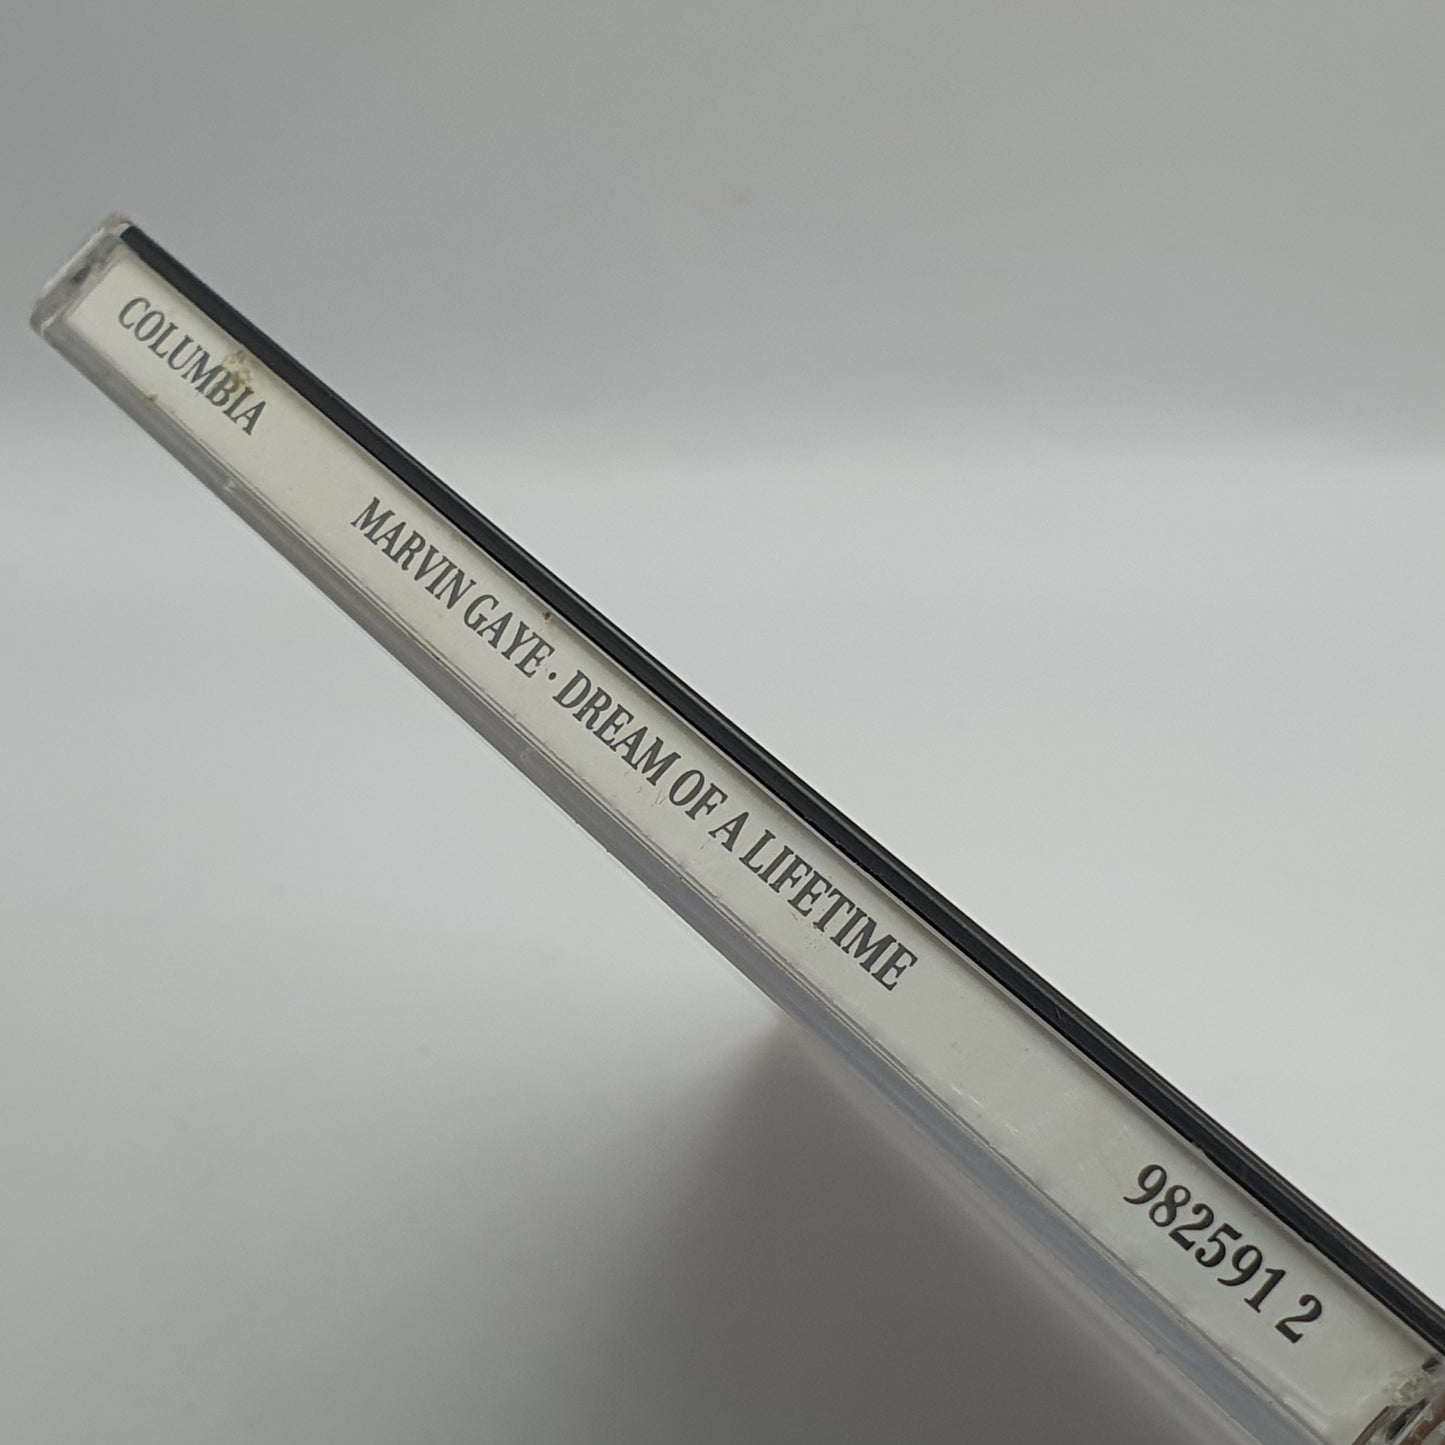 COLUMBIA MARVIN GAYE · DREAM OF A LIFETIME 982591 2